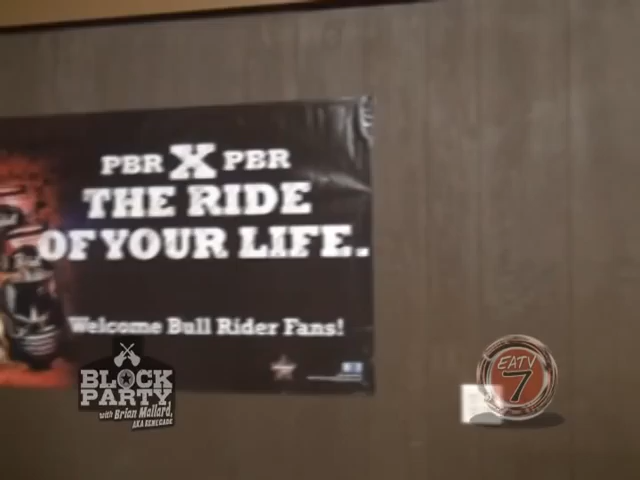 PBR X PBR
THE RIDE
OF YOUR LIFE.
Welcome Bull Rider Fans!
BLOCK
PARTY
with Brian Mallard,
AKA RENEGADE
EATV
7